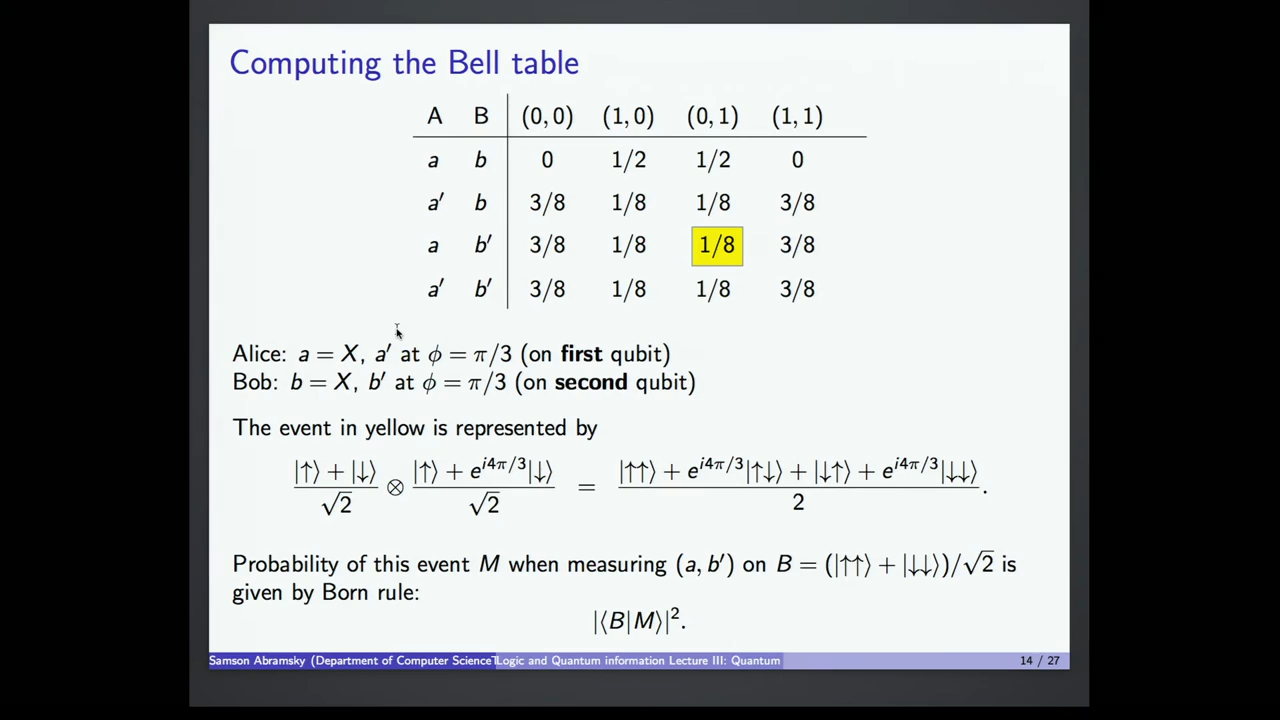 Computing the Bell table
A B (0, 0) (1, 0) (0, 1) (1, 1)
a b 0 1/2 1/2 0
a′ b 3/8 1/8 1/8 3/8
a b′ 3/8 1/8 1/8 3/8
a′ b′ 3/8 1/8 1/8 3/8
Alice: a = X, a′ at ϕ = π/3 (on first qubit)
Bob: b = X, b′ at ϕ = π/3 (on second qubit)
The event in yellow is represented by
(|↑⟩ + |↓⟩)/√2 ⊗ (|↑⟩ + e^{i4π/3}|↓⟩)/√2 = (|↑↑⟩ + e^{i4π/3}|↑↓⟩ + |↓↑⟩ + e^{i4π/3}|↓↓⟩)/2.
Probability of this event M when measuring (a, b′) on B = (|↑↑⟩ + |↓↓⟩)/√2 is
given by Born rule:
|⟨B|M⟩|².
Samson Abramsky (Department of Computer Science Logic and Quantum information Lecture III: Quantum 14 / 27